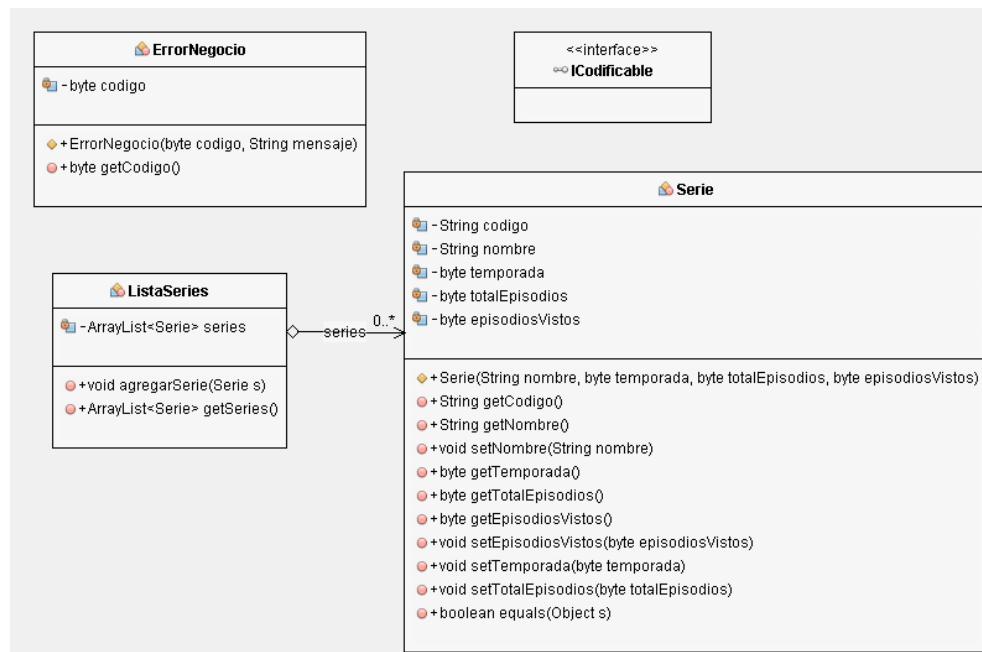 ErrorNegocio
- byte codigo
+ ErrorNegocio(byte codigo, String mensaje)
+ byte getCodigo()
<<interface>>
ICodificable
ListaSeries
- ArrayList<Serie> series
+ void agregarSerie(Serie s)
+ ArrayList<Serie> getSeries()
series
0..*
Serie
- String codigo
- String nombre
- byte temporada
- byte totalEpisodios
- byte episodiosVistos
+ Serie(String nombre, byte temporada, byte totalEpisodios, byte episodiosVistos)
+ String getCodigo()
+ String getNombre()
+ void setNombre(String nombre)
+ byte getTemporada()
+ byte getTotalEpisodios()
+ byte getEpisodiosVistos()
+ void setEpisodiosVistos(byte episodiosVistos)
+ void setTemporada(byte temporada)
+ void setTotalEpisodios(byte totalEpisodios)
+ boolean equals(Object s)